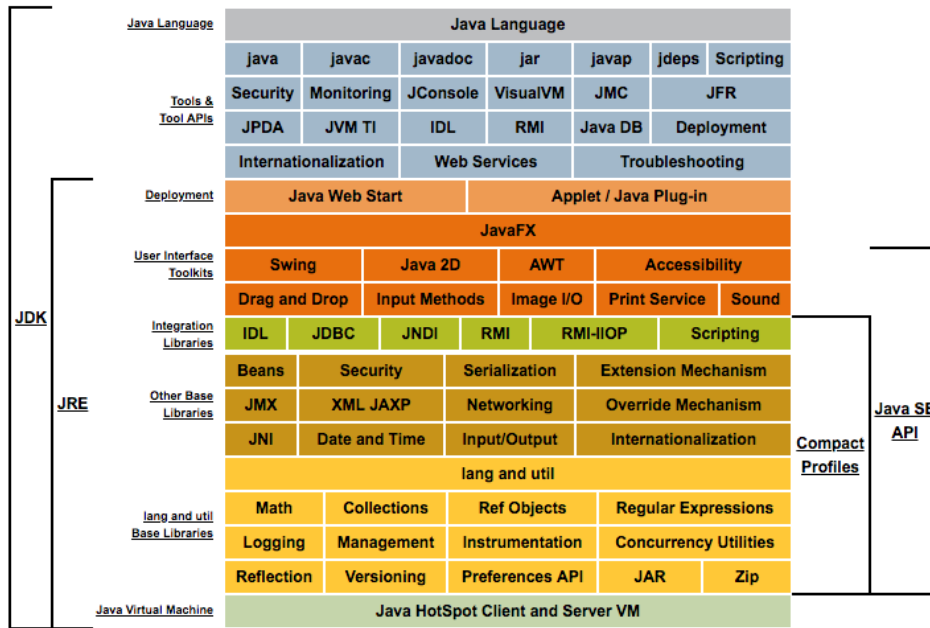 Java Language Java Language
java javac javadoc jar javap jdeps Scripting
Security Monitoring JConsole VisualVM JMC JFR
Tools &
Tool APIs
JPDA JVM TI IDL RMI Java DB Deployment
Internationalization Web Services Troubleshooting
Deployment Java Web Start Applet / Java Plug-in
JavaFX
User Interface
Toolkits
Swing Java 2D AWT Accessibility
Drag and Drop Input Methods Image I/O Print Service Sound
JDK
Integration
Libraries
IDL JDBC JNDI RMI RMI-IIOP Scripting
Beans Security Serialization Extension Mechanism
JRE
Other Base
Libraries
JMX XML JAXP Networking Override Mechanism
Java SE
API
JNI Date and Time Input/Output Internationalization
Compact
Profiles
lang and util
Math Collections Ref Objects Regular Expressions
lang and util
Base Libraries
Logging Management Instrumentation Concurrency Utilities
Reflection Versioning Preferences API JAR Zip
Java Virtual Machine Java HotSpot Client and Server VM